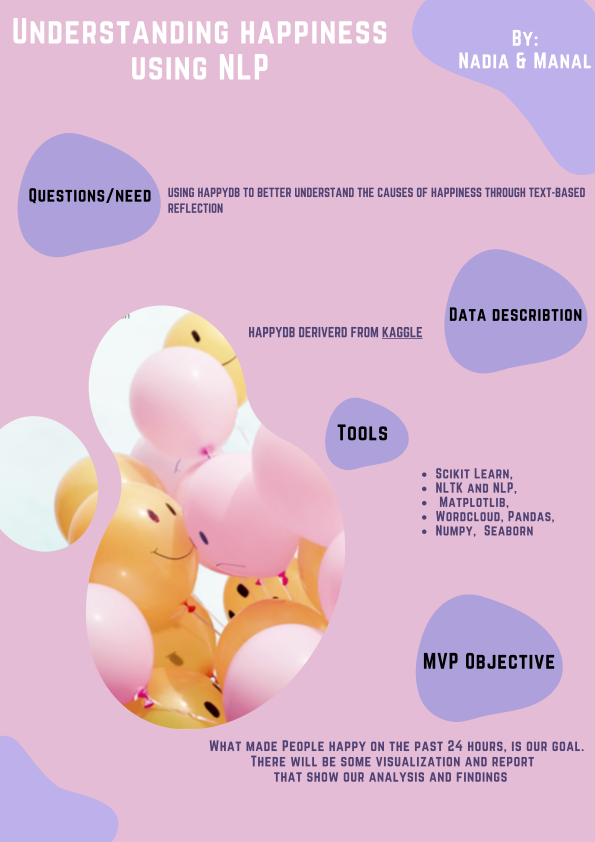 Understanding happiness
using NLP
By:
Nadia & Manal
Questions/need
using happyDB to better understand the causes of happiness through text-based
reflection
Data describtion
happyDB deriverd from Kaggle
Tools
• Scikit Learn,
• NLTK and NLP,
• Matplotlib,
• Wordcloud, Pandas,
• Numpy, Seaborn
MVP Objective
What made People happy on the past 24 hours, is our goal.
There will be some visualization and report
that show our analysis and findings